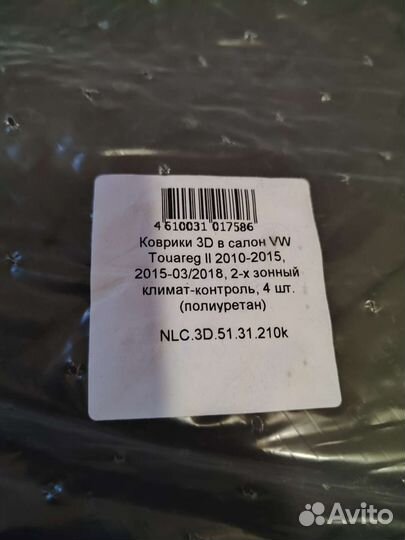 4 610031 017586
Коврики 3D в салон VW
Touareg II 2010-2015,
2015-03/2018, 2-х зонный
климат-контроль, 4 шт.
(полиуретан)
NLC.3D.51.31.210k
Avito